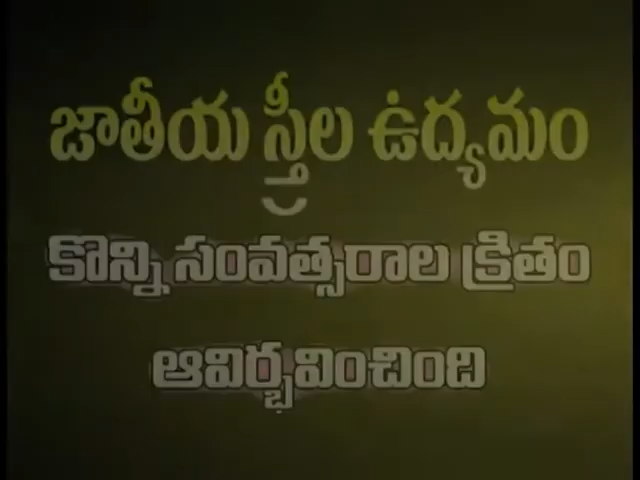 జాతీయ స్త్రీల ఉద్యమం
కొన్ని సంవత్సరాల క్రితం
ఆవిర్భవించింది